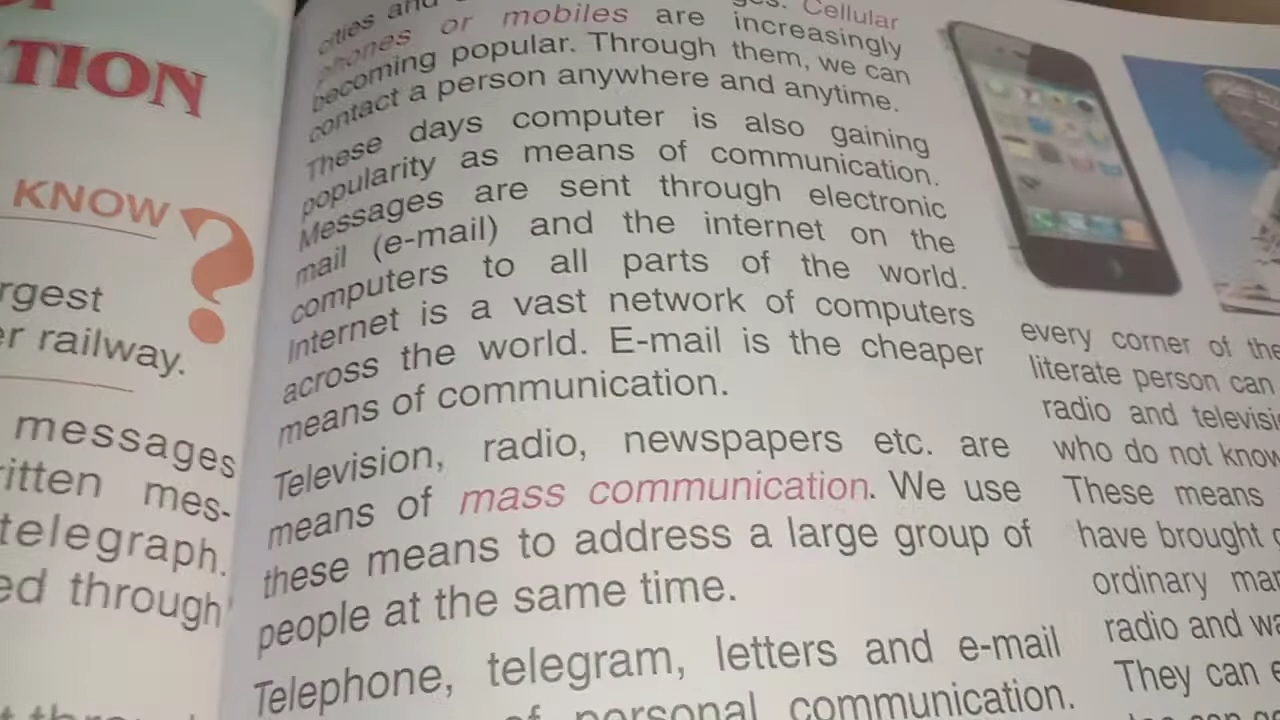 TION
KNOW ?
rgest
er railway.
messages
itten mes-
telegraph.
ed through
cities and
Cellular
phones or mobiles are increasingly
becoming popular. Through them, we can
contact a person anywhere and anytime.
These days computer is also gaining
popularity as means of communication.
Messages are sent through electronic
mail (e-mail) and the internet on the
computers to all parts of the world.
Internet is a vast network of computers
across the world. E-mail is the cheaper
means of communication.
Television, radio, newspapers etc. are
means of mass communication. We use
these means to address a large group of
people at the same time.
Telephone, telegram, letters and e-mail
of personal communication.
every corner of the
literate person can
radio and televisi
who do not know
These means
have brought
ordinary man
radio and wa
They can e